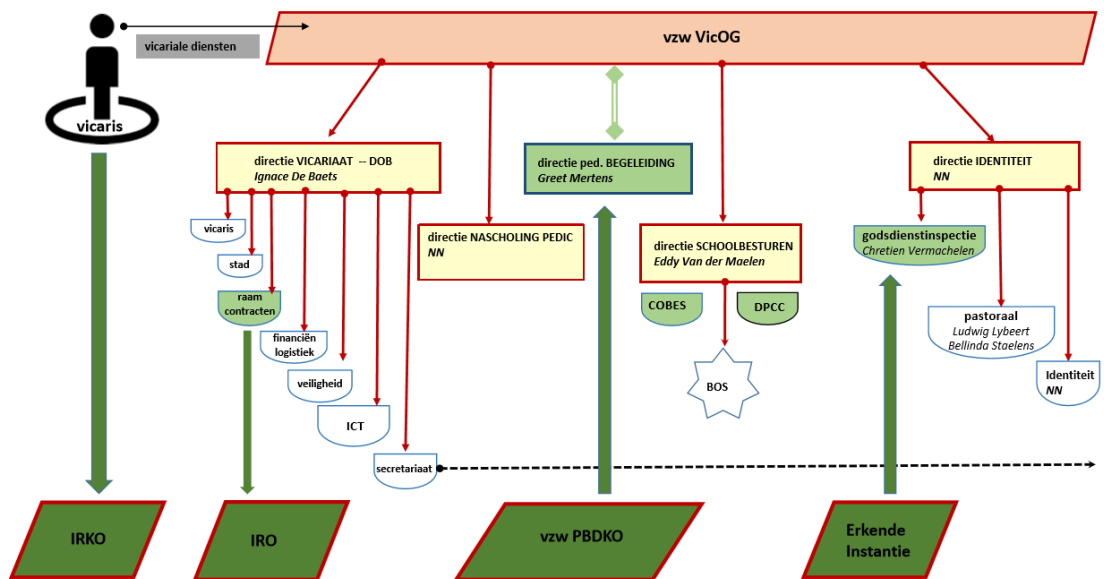 vzw VicOG
vicariale diensten
vicaris
directie VICARIAAT -- DOB
Ignace De Baets
directie ped. BEGELEIDING
Greet Mertens
directie IDENTITEIT
NN
vicaris
stad
raam
contracten
financiën
logistiek
veiligheid
ICT
secretariaat
directie NASCHOLING PEDIC
NN
directie SCHOOLBESTUREN
Eddy Van der Maelen
COBES
DPCC
BOS
godsdienstinspectie
Chretien Vermachelen
pastoraal
Ludwig Lybeert
Bellinda Staelens
Identiteit
NN
IRKO
IRO
vzw PBDKO
Erkende
Instantie